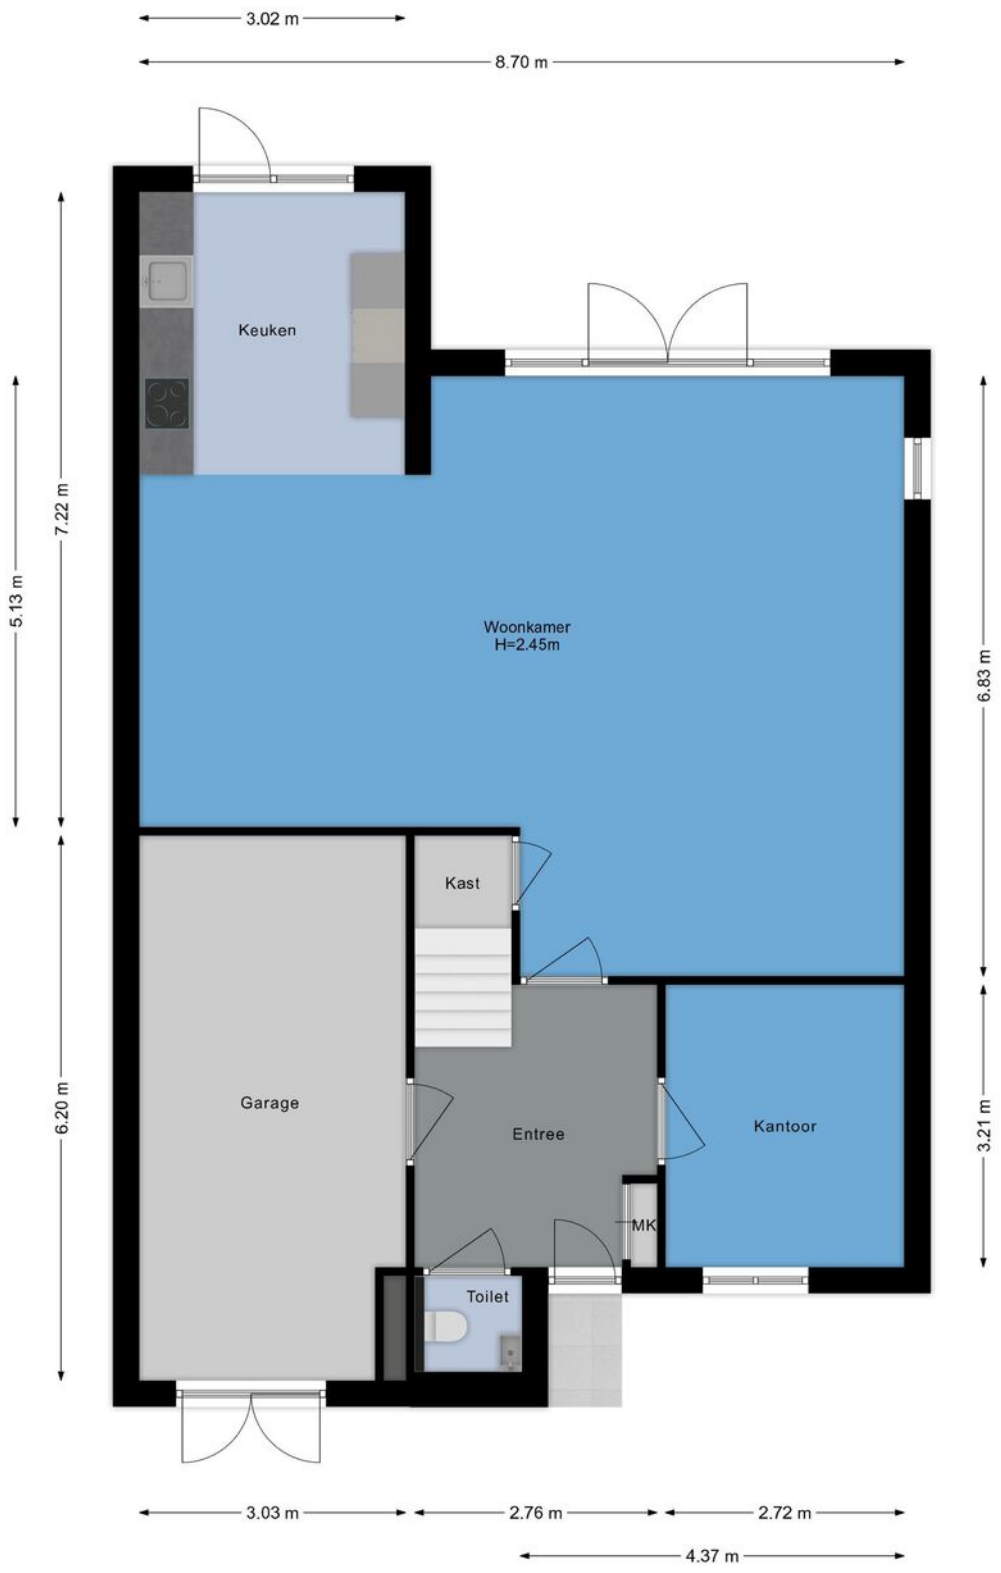 3.02 m
8.70 m
Keuken
7.22 m
5.13 m
Woonkamer
H=2.45m
6.83 m
Kast
Garage
6.20 m
Entree
Kantoor
3.21 m
MK
Toilet
3.03 m
2.76 m
2.72 m
4.37 m